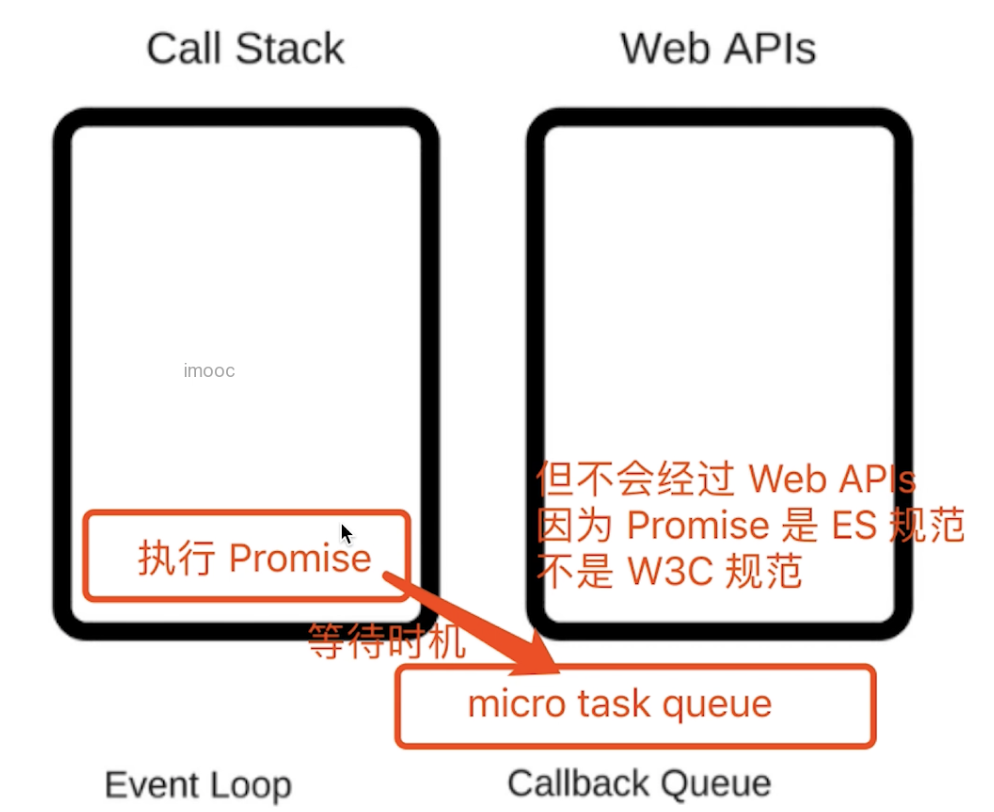 Call Stack
Web APIs
imooc
但不会经过 Web APIs
因为 Promise 是 ES 规范
不是 W3C 规范
执行 Promise
等待时机
micro task queue
Event Loop
Callback Queue